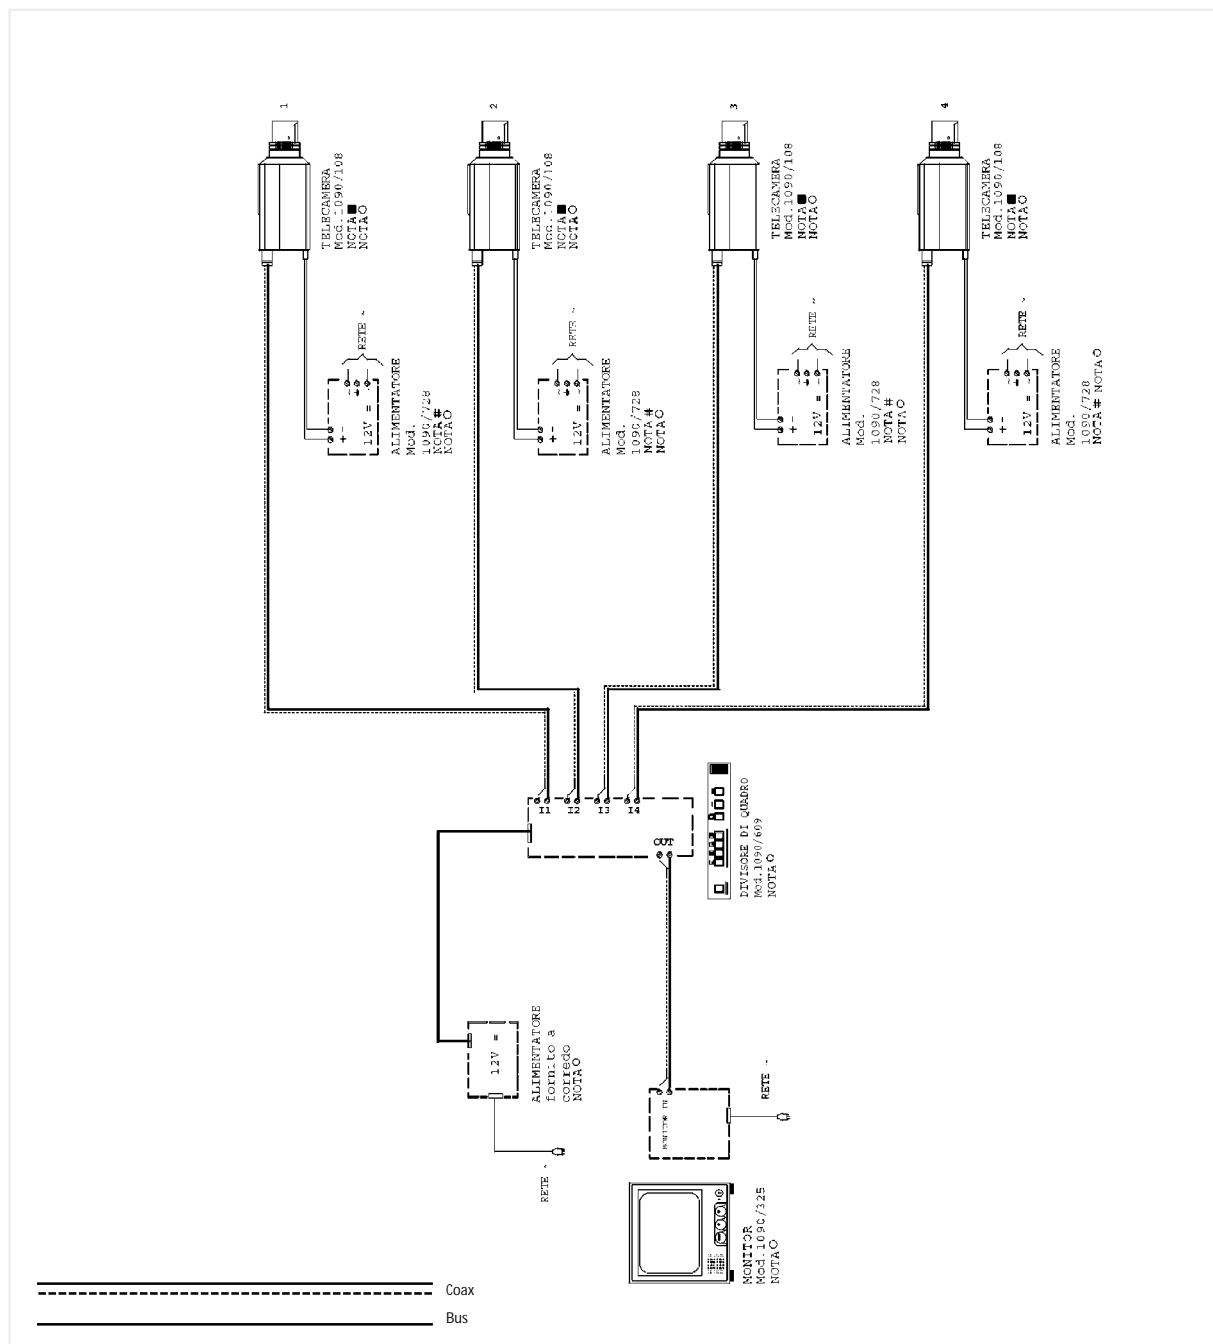 1
TELECAMERA
Mod.1090/108
NOTA■
NOTA○
2
TELECAMERA
Mod.1090/108
NOTA■
NOTA○
3
TELECAMERA
Mod.1090/108
NOTA■
NOTA○
4
TELECAMERA
Mod.1090/108
NOTA■
NOTA○
RETE ~
+ -
12V =
ALIMENTATORE
Mod.
1090/728
NOTA#
NOTA○
RETE ~
+ -
12V =
ALIMENTATORE
Mod.
1090/728
NOTA#
NOTA○
RETE ~
+ -
12V =
ALIMENTATORE
Mod.
1090/728
NOTA#
NOTA○
RETE ~
+ -
12V =
ALIMENTATORE
Mod.
1090/728
NOTA# NOTA○
I1
I2
I3
I4
OUT
DIVISORE DI QUADRO
Mod.1090/609
NOTA○
12V =
ALIMENTATORE
fornito a
corredo
NOTA○
RETE ~
MONITOR IN
RETE ~
MONITOR
Mod.1090/325
NOTA○
Coax
Bus